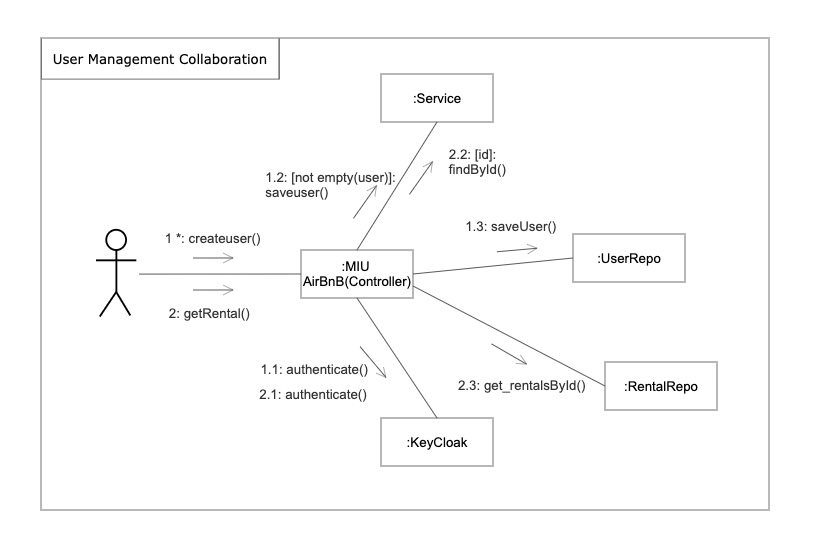 User Management Collaboration
:Service
2.2: [id]:
findById()
1.2: [not empty(user)]:
saveuser()
1.3: saveUser()
1 *: createuser()
:UserRepo
:MIU
AirBnB(Controller)
2: getRental()
1.1: authenticate()
2.1: authenticate()
2.3: get_rentalsById()
:RentalRepo
:KeyCloak